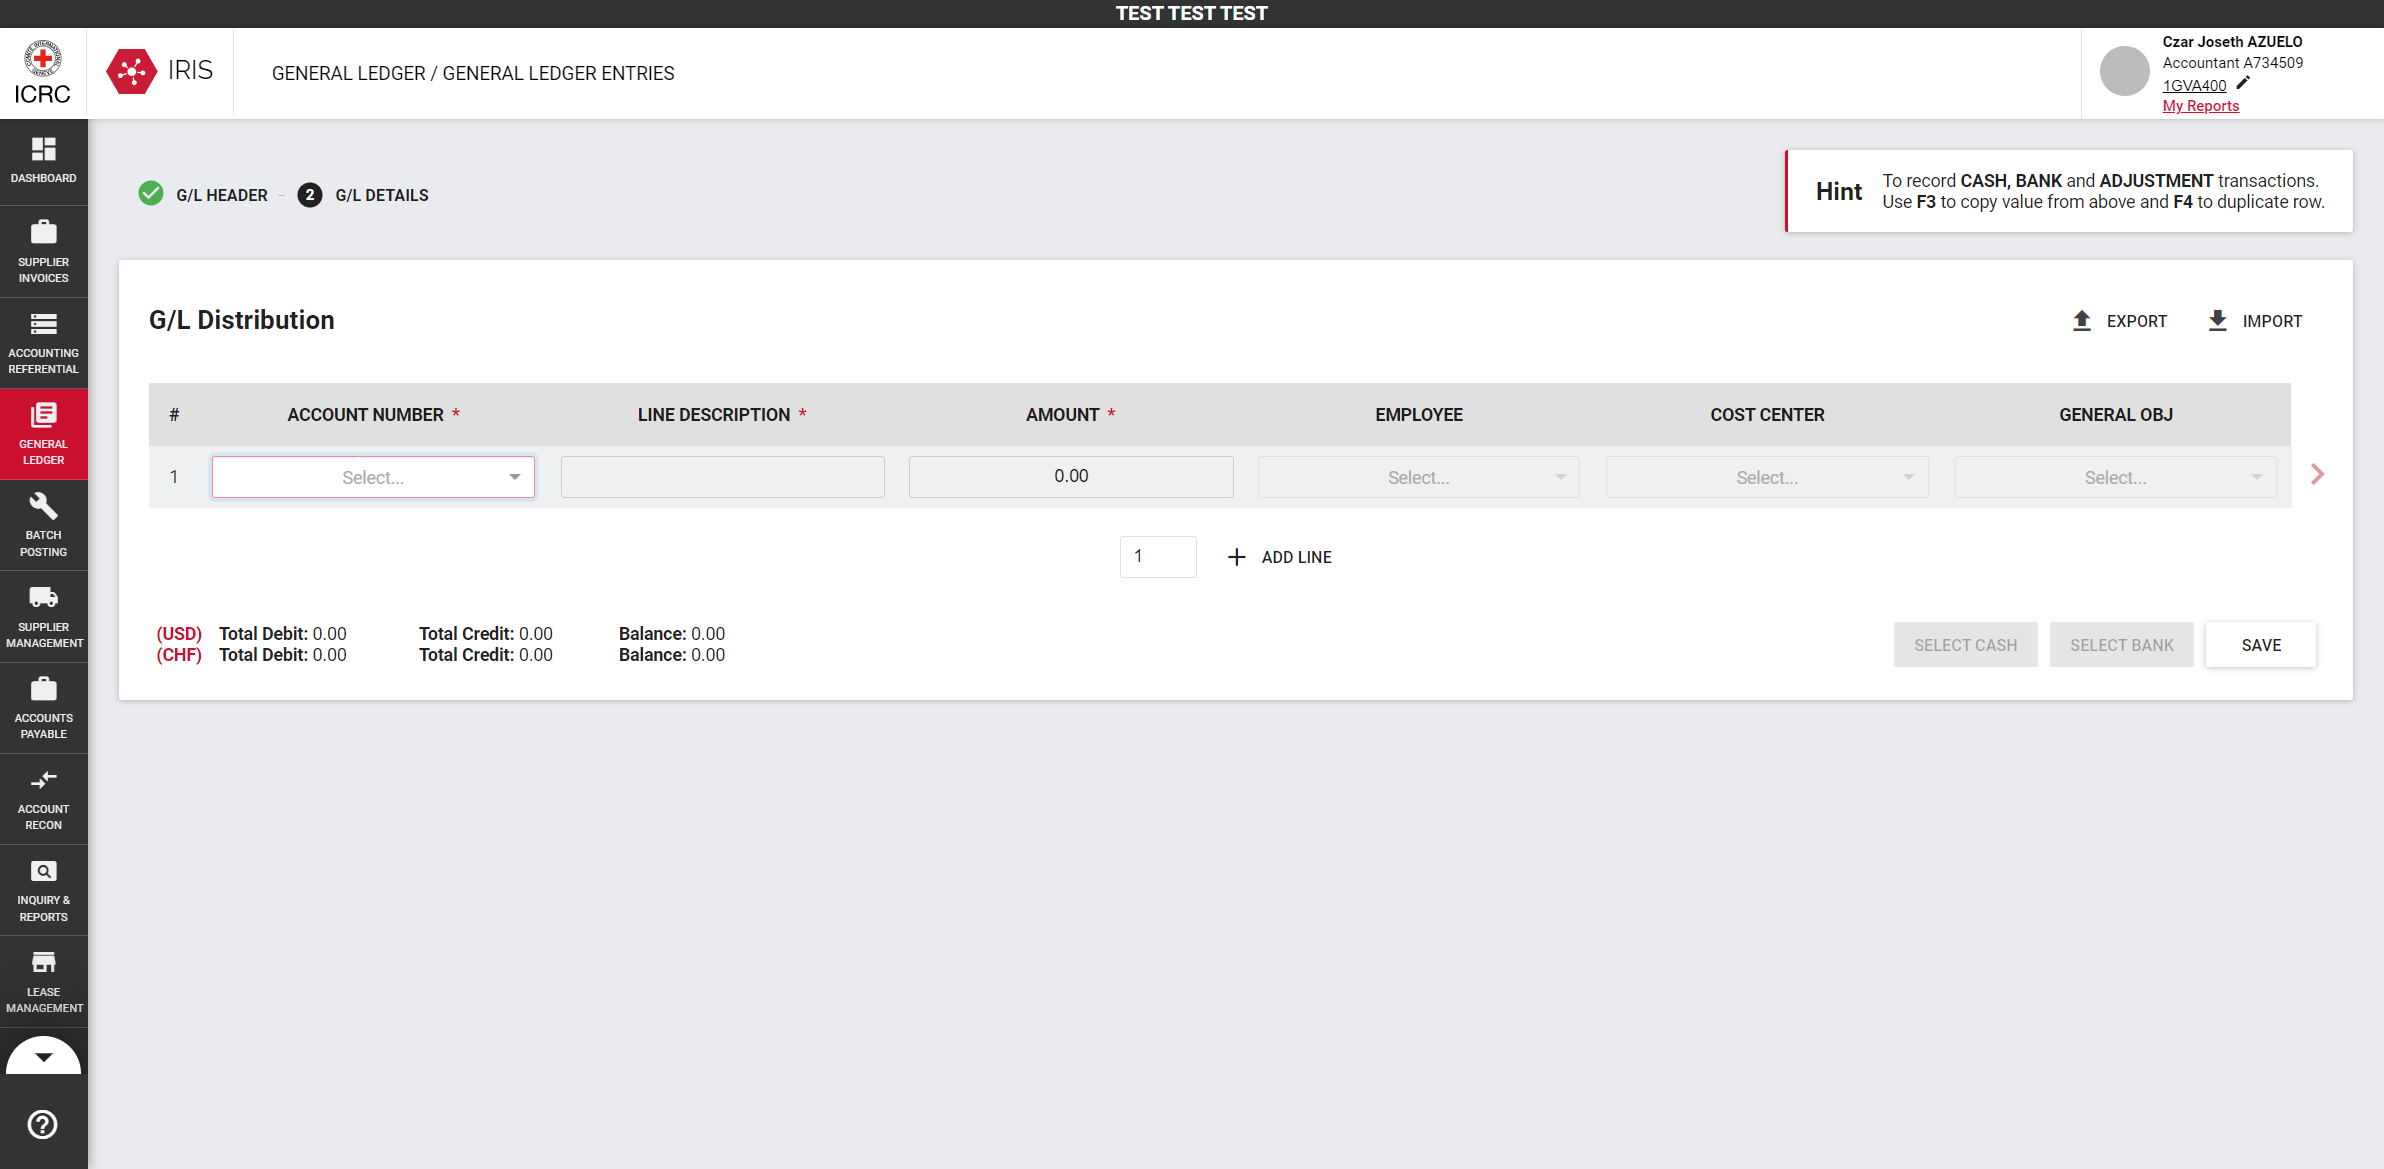 TEST TEST TEST
ICRC
IRIS
GENERAL LEDGER / GENERAL LEDGER ENTRIES
Czar Joseth AZUELO
Accountant A734509
1GVA400
My Reports
DASHBOARD
SUPPLIER
INVOICES
ACCOUNTING
REFERENTIAL
GENERAL
LEDGER
BATCH
POSTING
SUPPLIER
MANAGEMENT
ACCOUNTS
PAYABLE
ACCOUNT
RECON
INQUIRY &
REPORTS
LEASE
MANAGEMENT
G/L HEADER – 2 G/L DETAILS
Hint
To record CASH, BANK and ADJUSTMENT transactions.
Use F3 to copy value from above and F4 to duplicate row.
G/L Distribution
EXPORT IMPORT
# ACCOUNT NUMBER * LINE DESCRIPTION * AMOUNT * EMPLOYEE COST CENTER GENERAL OBJ
1 Select... 0.00 Select... Select... Select...
1 + ADD LINE
(USD) Total Debit: 0.00 Total Credit: 0.00 Balance: 0.00
(CHF) Total Debit: 0.00 Total Credit: 0.00 Balance: 0.00
SELECT CASH SELECT BANK SAVE